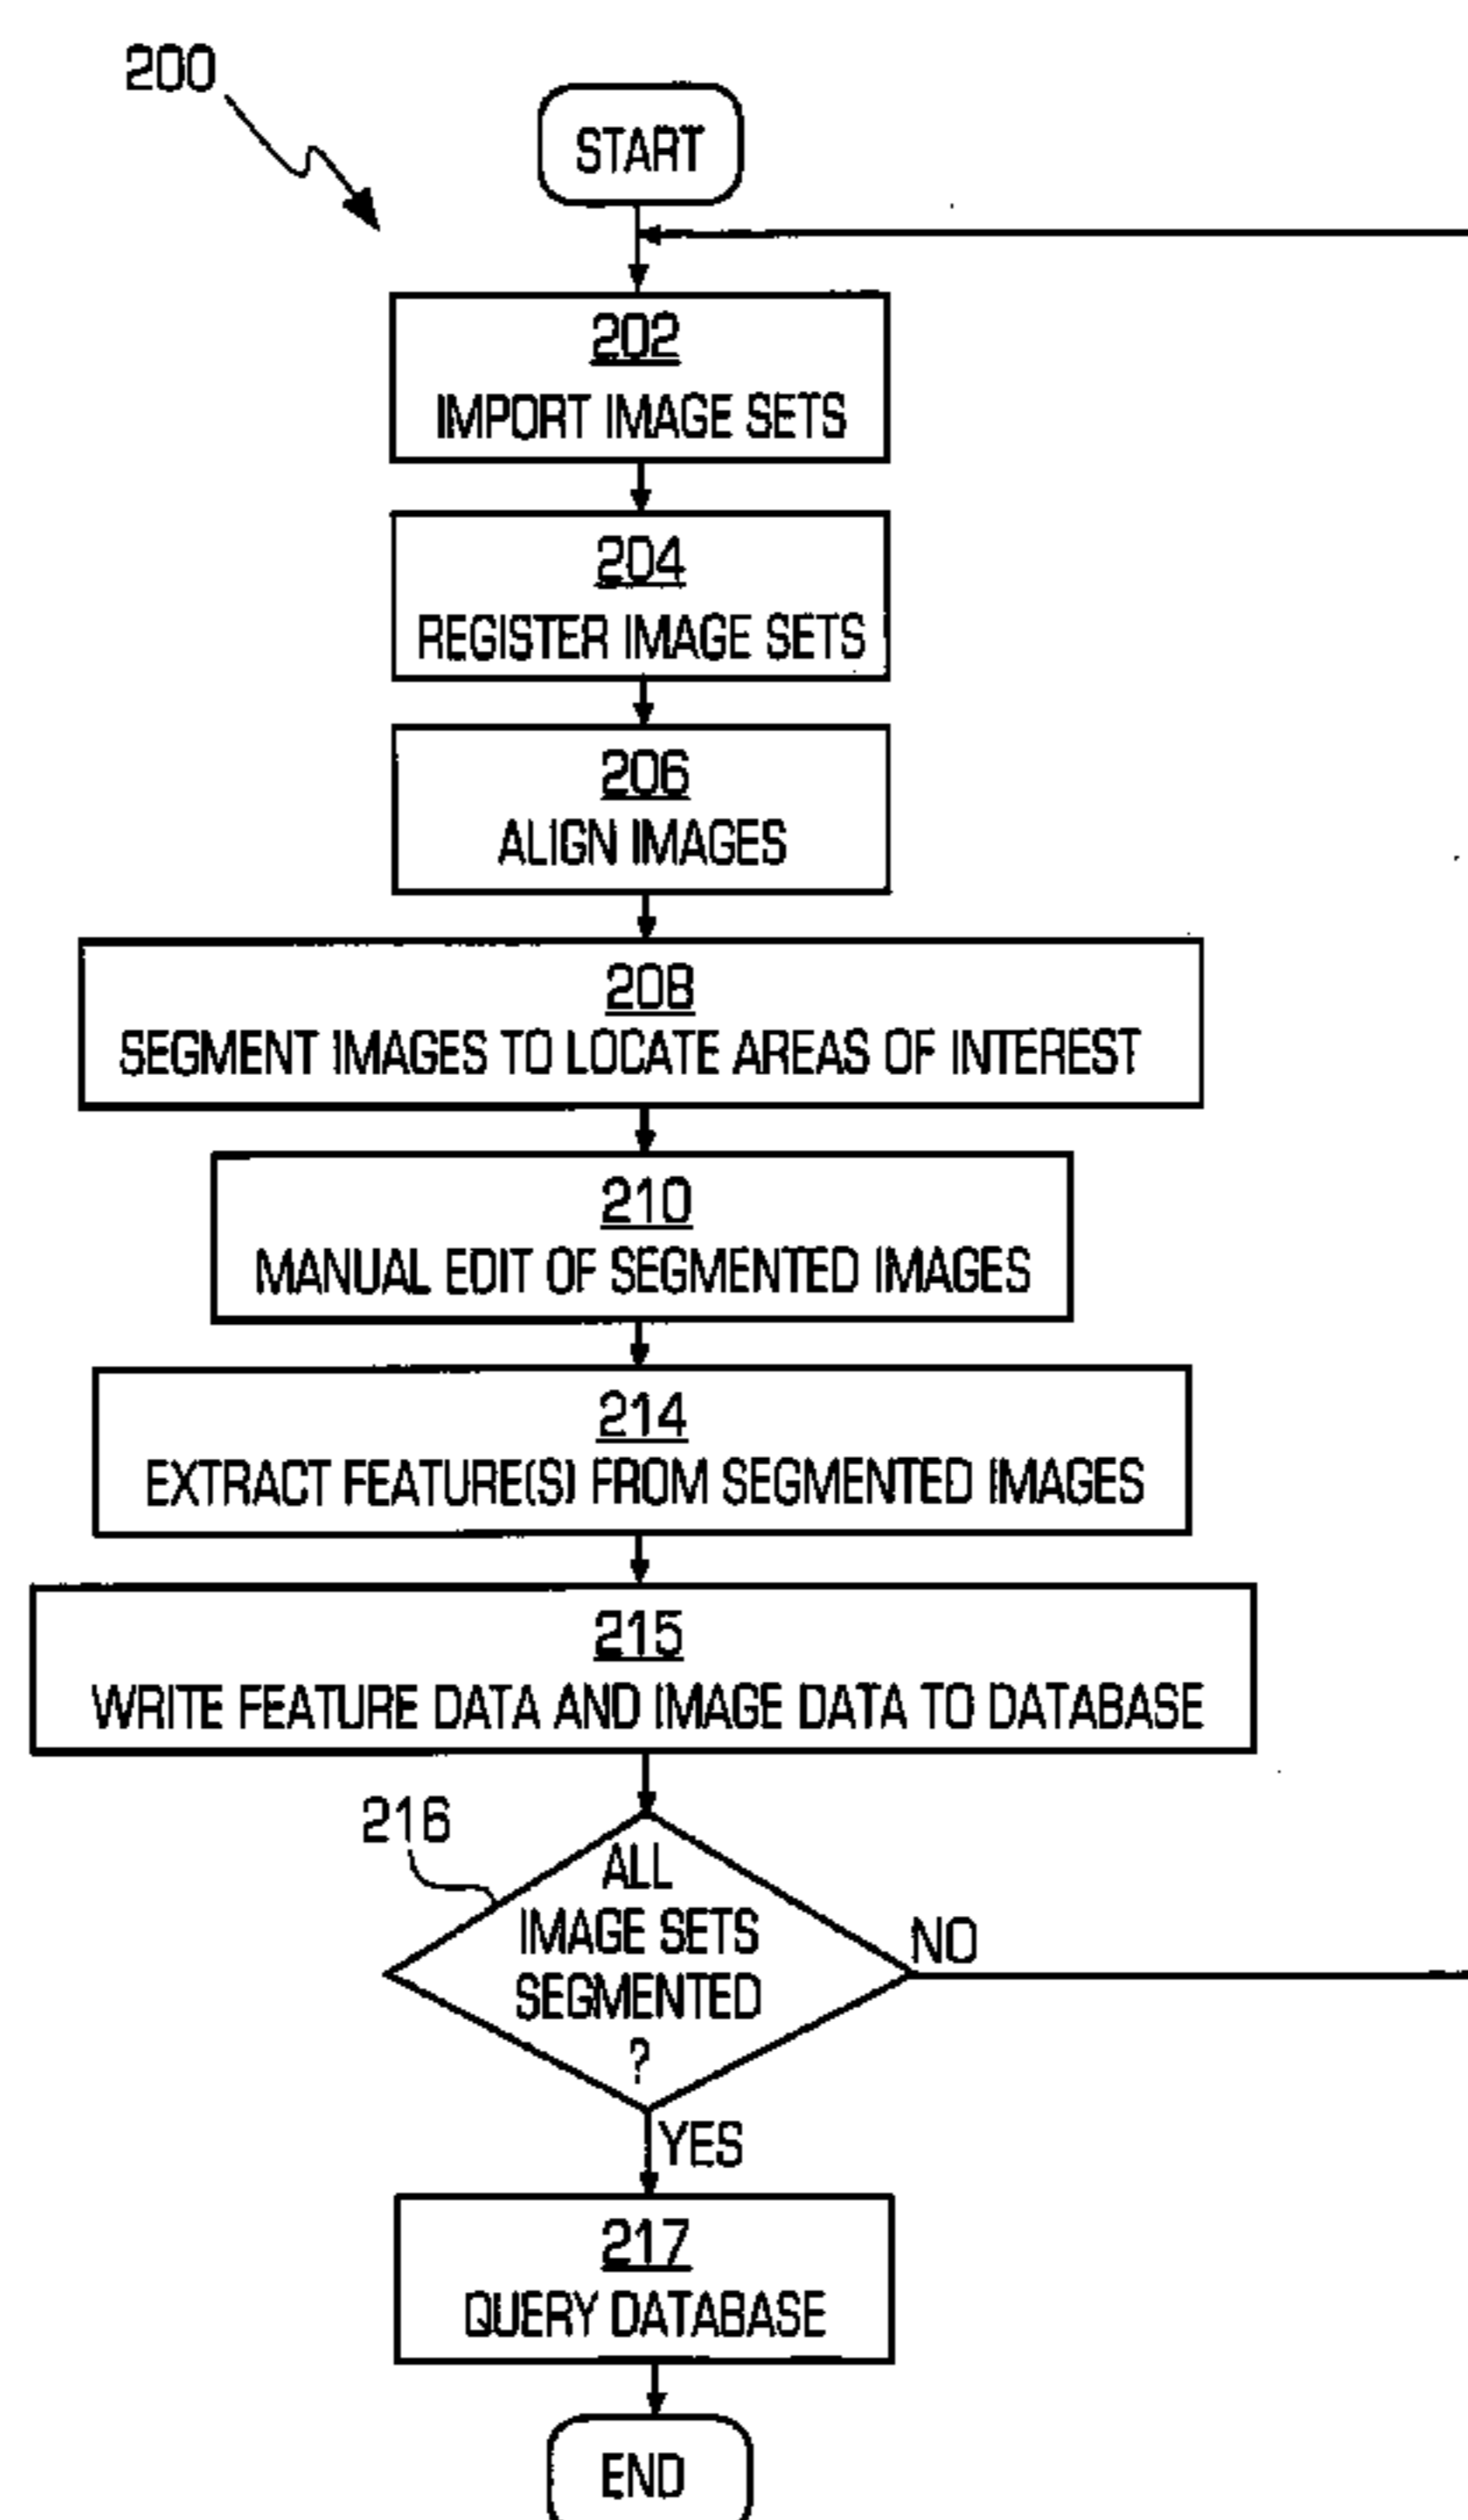 200
START
202
IMPORT IMAGE SETS
204
REGISTER IMAGE SETS
206
ALIGN IMAGES
208
SEGMENT IMAGES TO LOCATE AREAS OF INTEREST
210
MANUAL EDIT OF SEGMENTED IMAGES
214
EXTRACT FEATURE(S) FROM SEGMENTED IMAGES
215
WRITE FEATURE DATA AND IMAGE DATA TO DATABASE
216
ALL
IMAGE SETS
SEGMENTED
?
NO
YES
217
QUERY DATABASE
END